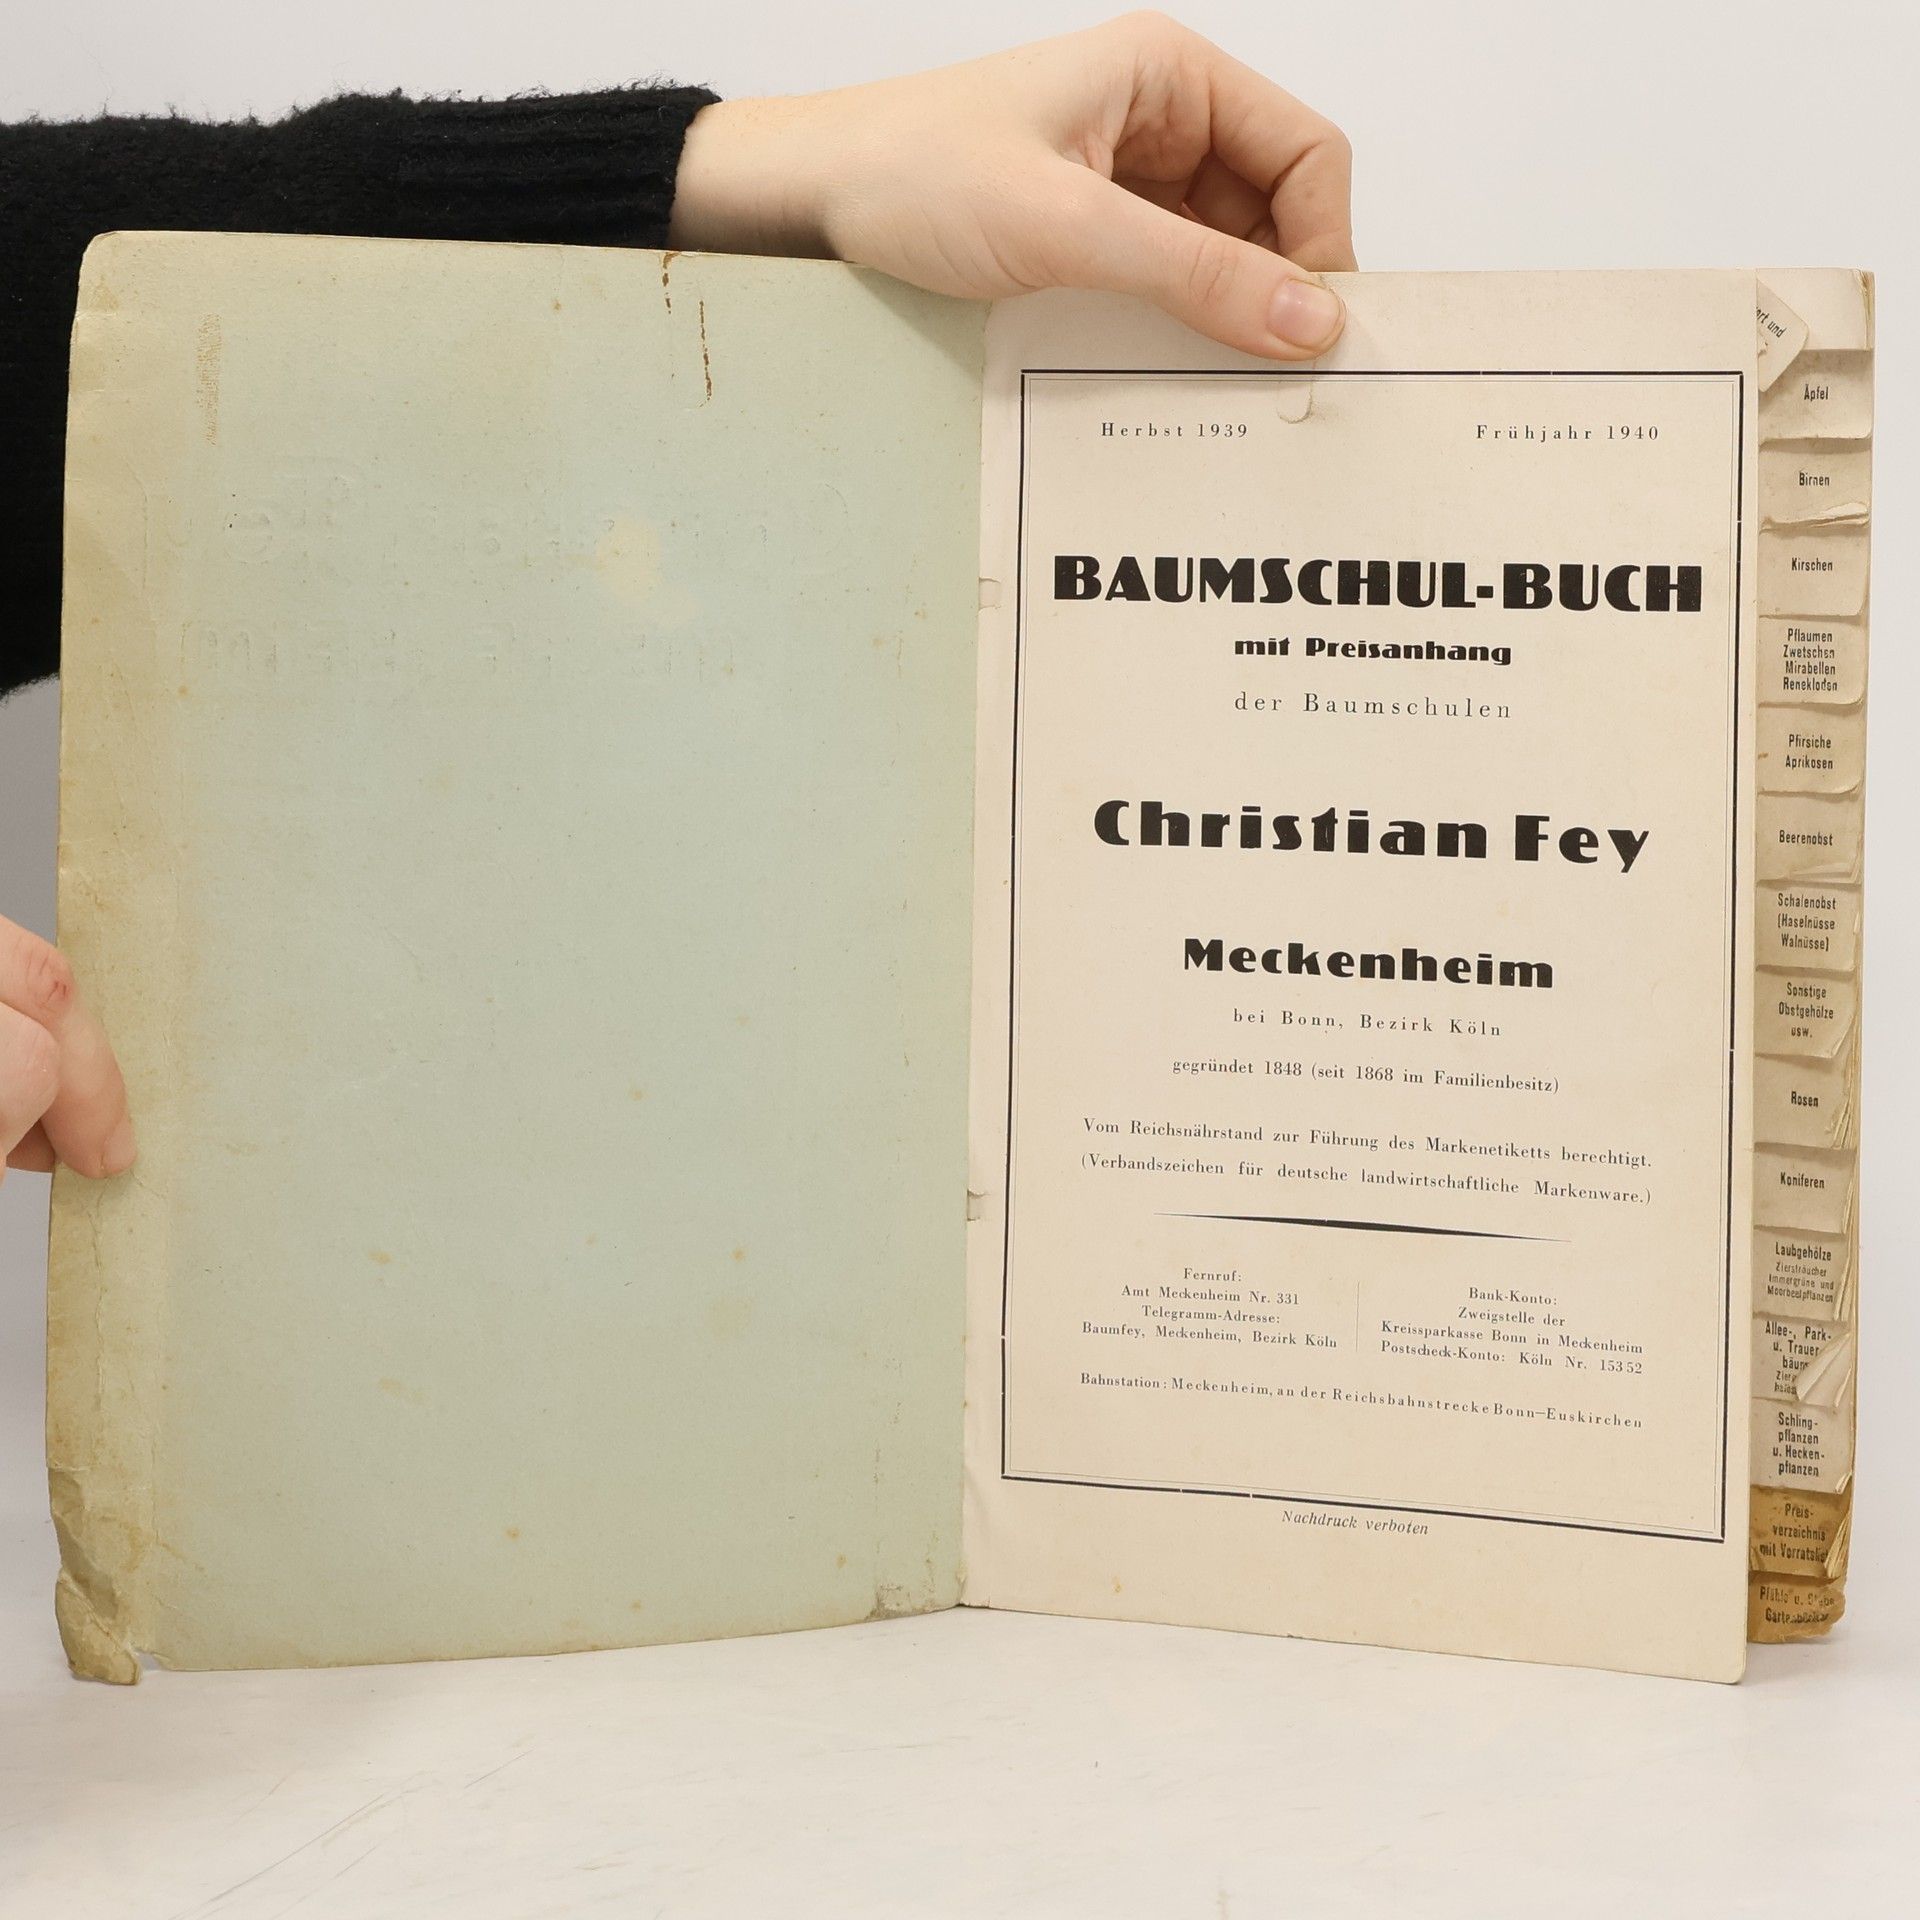 Herbst 1939 Frühjahr 1940
BAUMSCHUL-BUCH
mit Preisanhang
der Baumschulen
Christian Fey
Meckenheim
bei Bonn, Bezirk Köln
gegründet 1848 (seit 1868 im Familienbesitz)
Vom Reichsnährstand zur Führung des Markenetiketts berechtigt.
(Verbandszeichen für deutsche landwirtschaftliche Markenware.)
Fernruf:
Amt Meckenheim Nr. 331
Telegramm-Adresse:
Baumfey, Meckenheim, Bezirk Köln
Bank-Konto:
Zweigstelle der
Kreissparkasse Bonn in Meckenheim
Postscheck-Konto: Köln Nr. 153 52
Bahnstation: Meckenheim, an der Reichsbahnstrecke Bonn—Euskirchen
Nachdruck verboten
und
Äpfel
Birnen
Kirschen
Pflaumen
Zwetschen
Mirabellen
Renekloden
Pfirsiche
Aprikosen
Beerenobst
Schalenobst
(Haselnüsse
Walnüsse)
Sonstige
Obstgehölze
usw.
Rosen
Koniferen
Laubgehölze
Ziersträucher
Immergrüne und
Moorbeetpflanzen
Allee-, Park-
u. Trauer
Schling-
pflanzen
u. Hecken-
pflanzen
Preis-
verzeichnis
mit
Pfähle u.